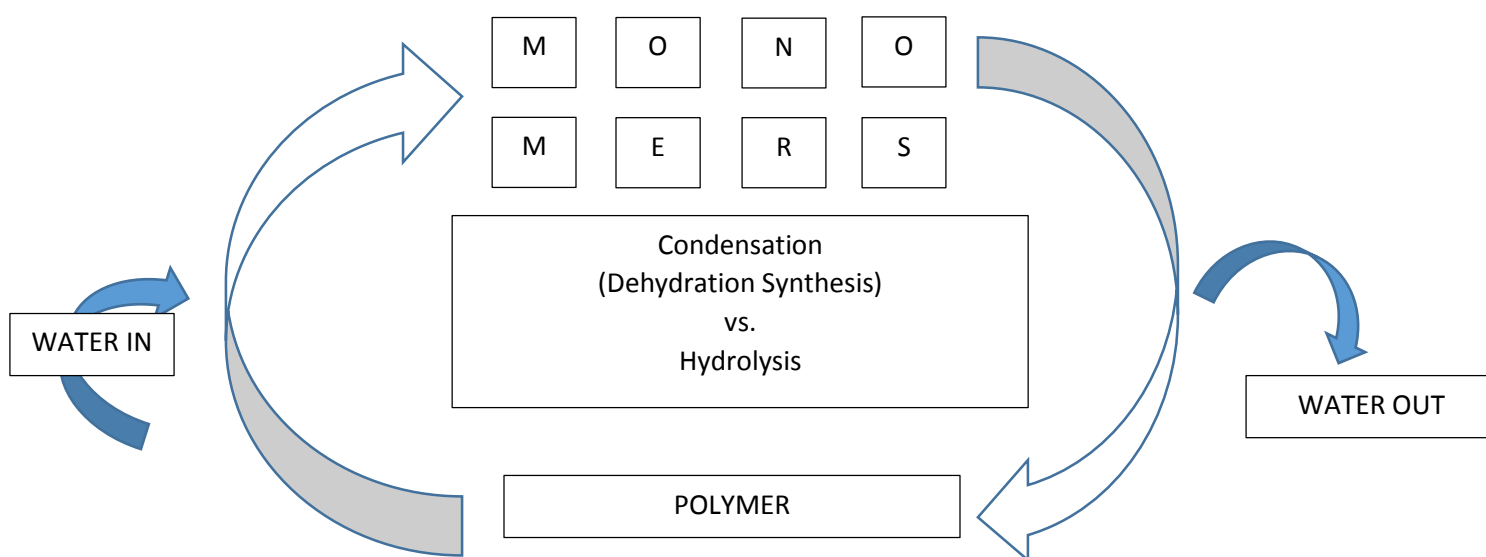 M O N O
M E R S
Condensation
(Dehydration Synthesis)
vs.
Hydrolysis
WATER IN
WATER OUT
POLYMER